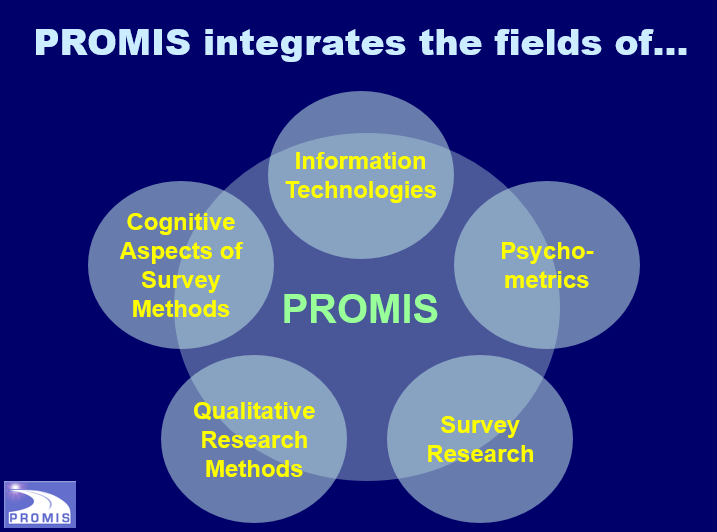 PROMIS integrates the fields of...
Information
Technologies
Cognitive
Aspects of
Survey
Methods
Psycho-
metrics
PROMIS
Qualitative
Research
Methods
Survey
Research
PROMIS